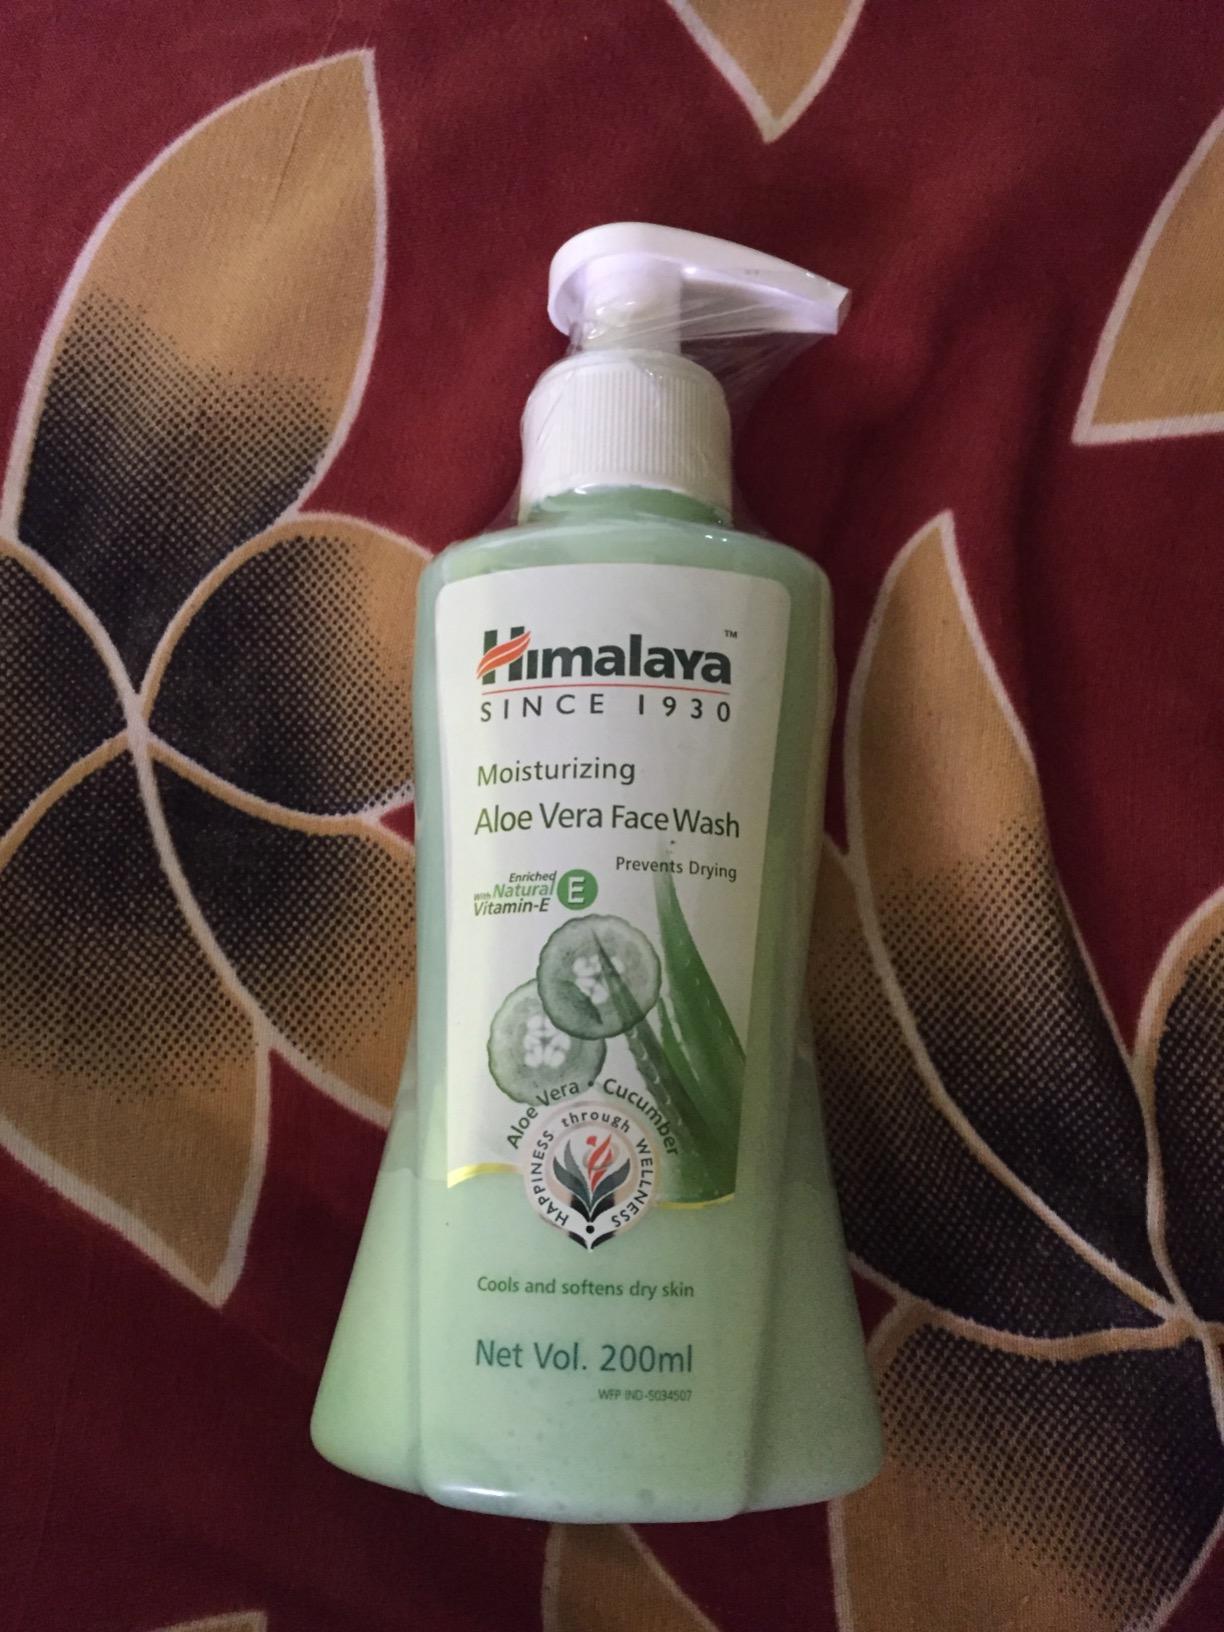 Himalaya™
SINCE 1930
Moisturizing
Aloe Vera Face Wash
Prevents Drying
Enriched
With Natural
Vitamin-E
E
Aloe Vera • Cucumber
HAPPINESS through WELLNESS
Cools and softens dry skin
Net Vol. 200ml
WFP IND-5034507